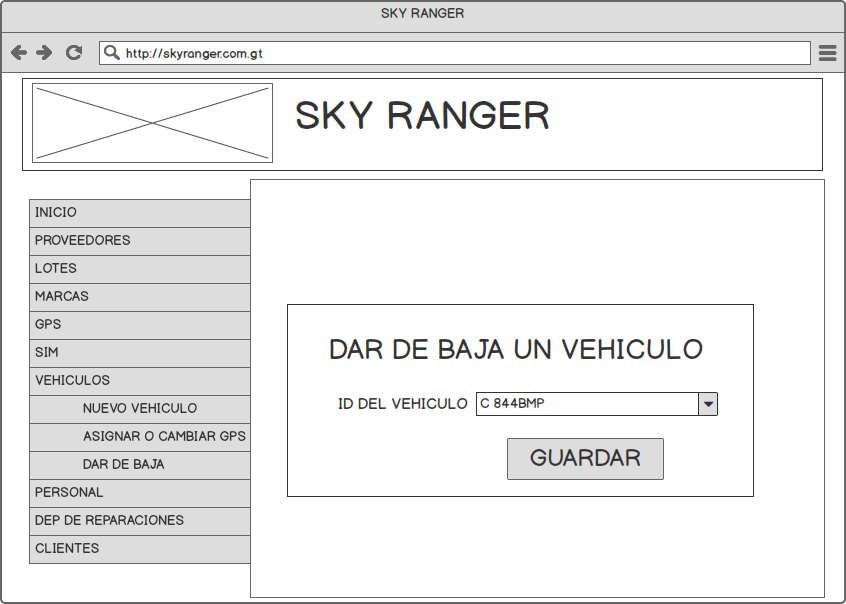 SKY RANGER
http://skyranger.com.gt
SKY RANGER
INICIO
PROVEEDORES
LOTES
MARCAS
GPS
SIM
VEHICULOS
NUEVO VEHICULO
ASIGNAR O CAMBIAR GPS
DAR DE BAJA
PERSONAL
DEP DE REPARACIONES
CLIENTES
DAR DE BAJA UN VEHICULO
ID DEL VEHICULO C 844BMP
GUARDAR